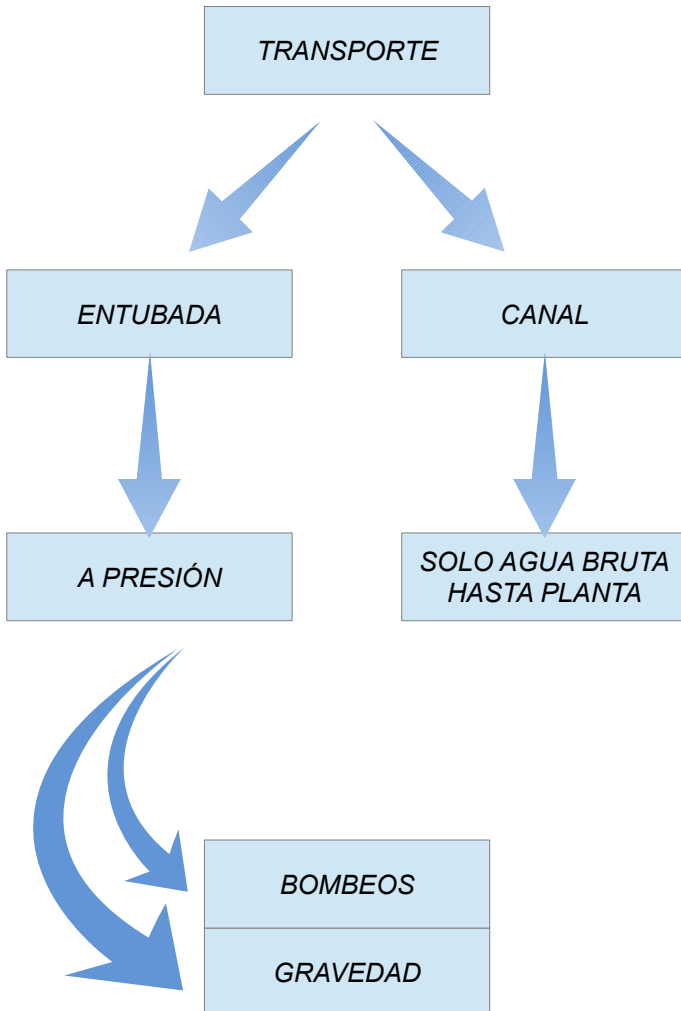 TRANSPORTE
ENTUBADA
CANAL
A PRESIÓN
SOLO AGUA BRUTA
HASTA PLANTA
BOMBEOS
GRAVEDAD